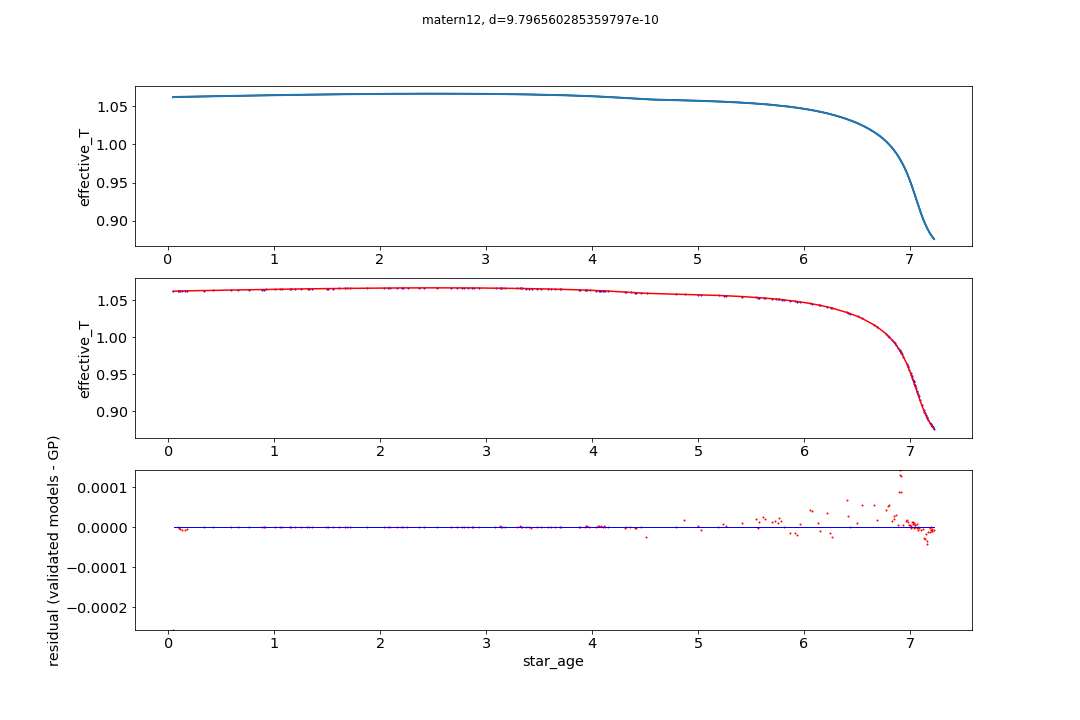 matern12, d=9.796560285359797e-10
effective_T
1.05
1.00
0.95
0.90
0 1 2 3 4 5 6 7
effective_T
1.05
1.00
0.95
0.90
0 1 2 3 4 5 6 7
residual (validated models - GP)
0.0001
0.0000
−0.0001
−0.0002
0 1 2 3 4 5 6 7
star_age